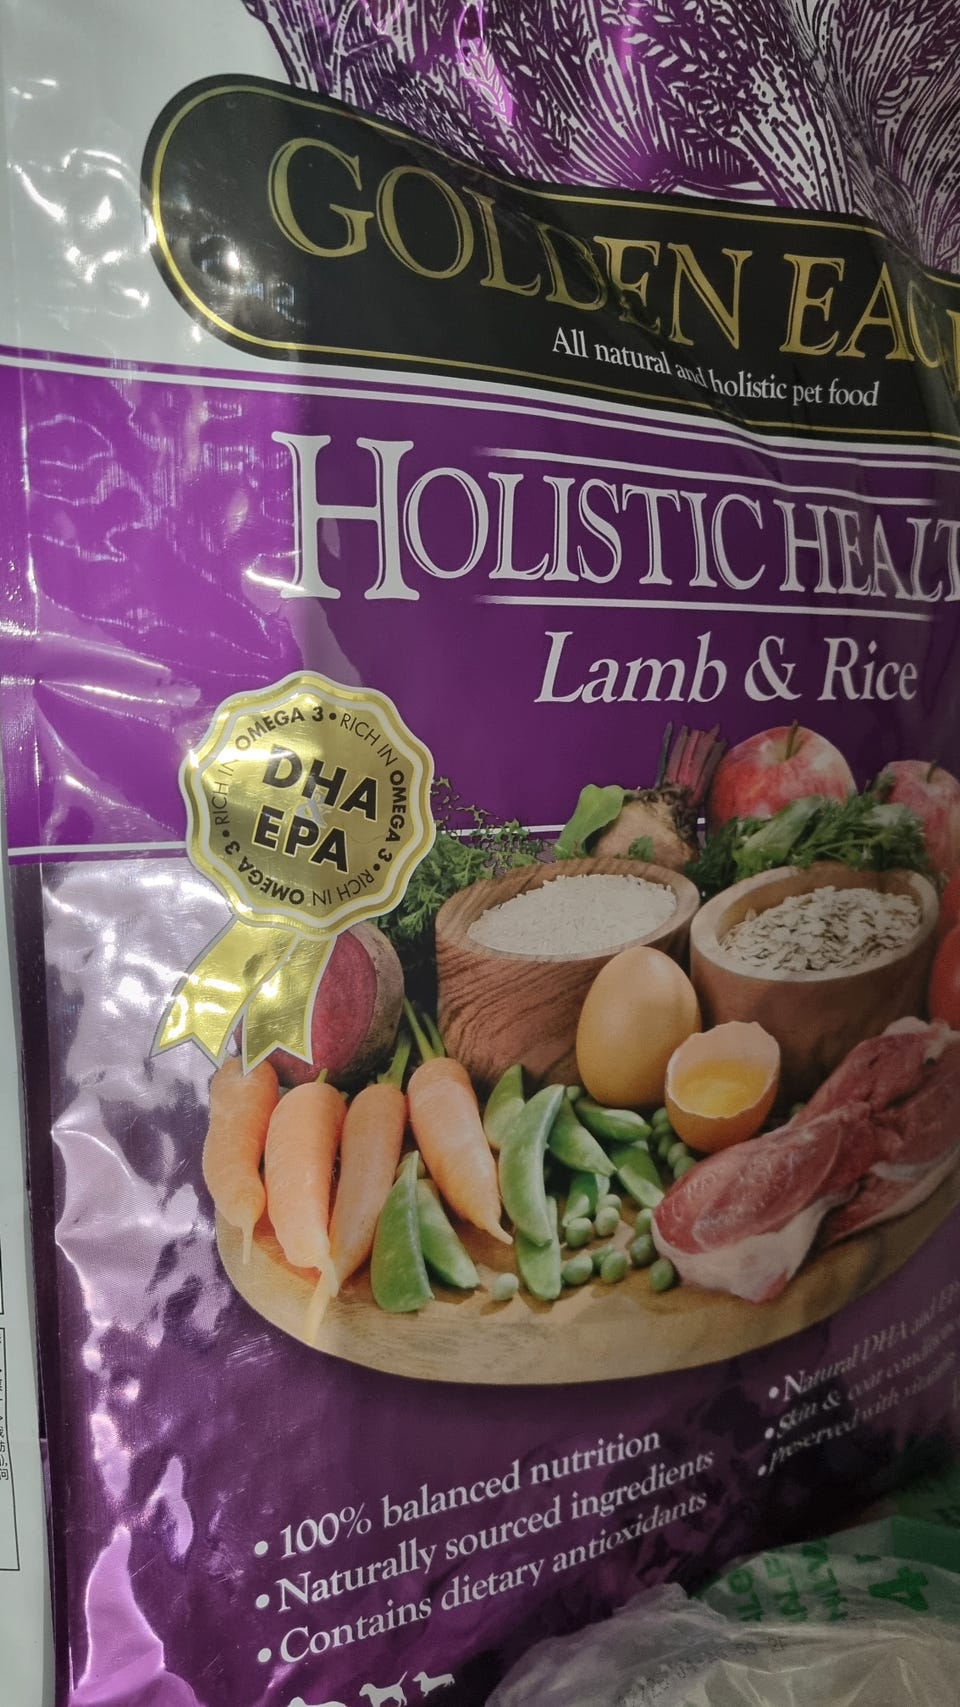 GOLDEN EAG
All natural and holistic pet food
HOLISTIC HEALT
Lamb & Rice
RICH IN OMEGA 3 • RICH IN OMEGA 3 • RICH IN OMEGA 3 •
DHA
&
EPA
• Natural DHA and EP
• Skin & coat condition
• preserved with vitami
• 100% balanced nutrition
• Naturally sourced ingredients
• Contains dietary antioxidants
4